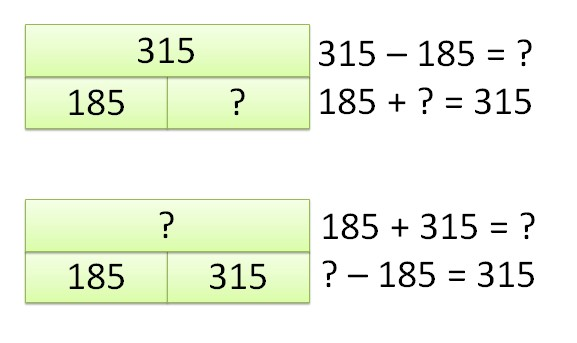 315
315 – 185 = ?
185 ?
185 + ? = 315
?
185 + 315 = ?
185 315
? – 185 = 315